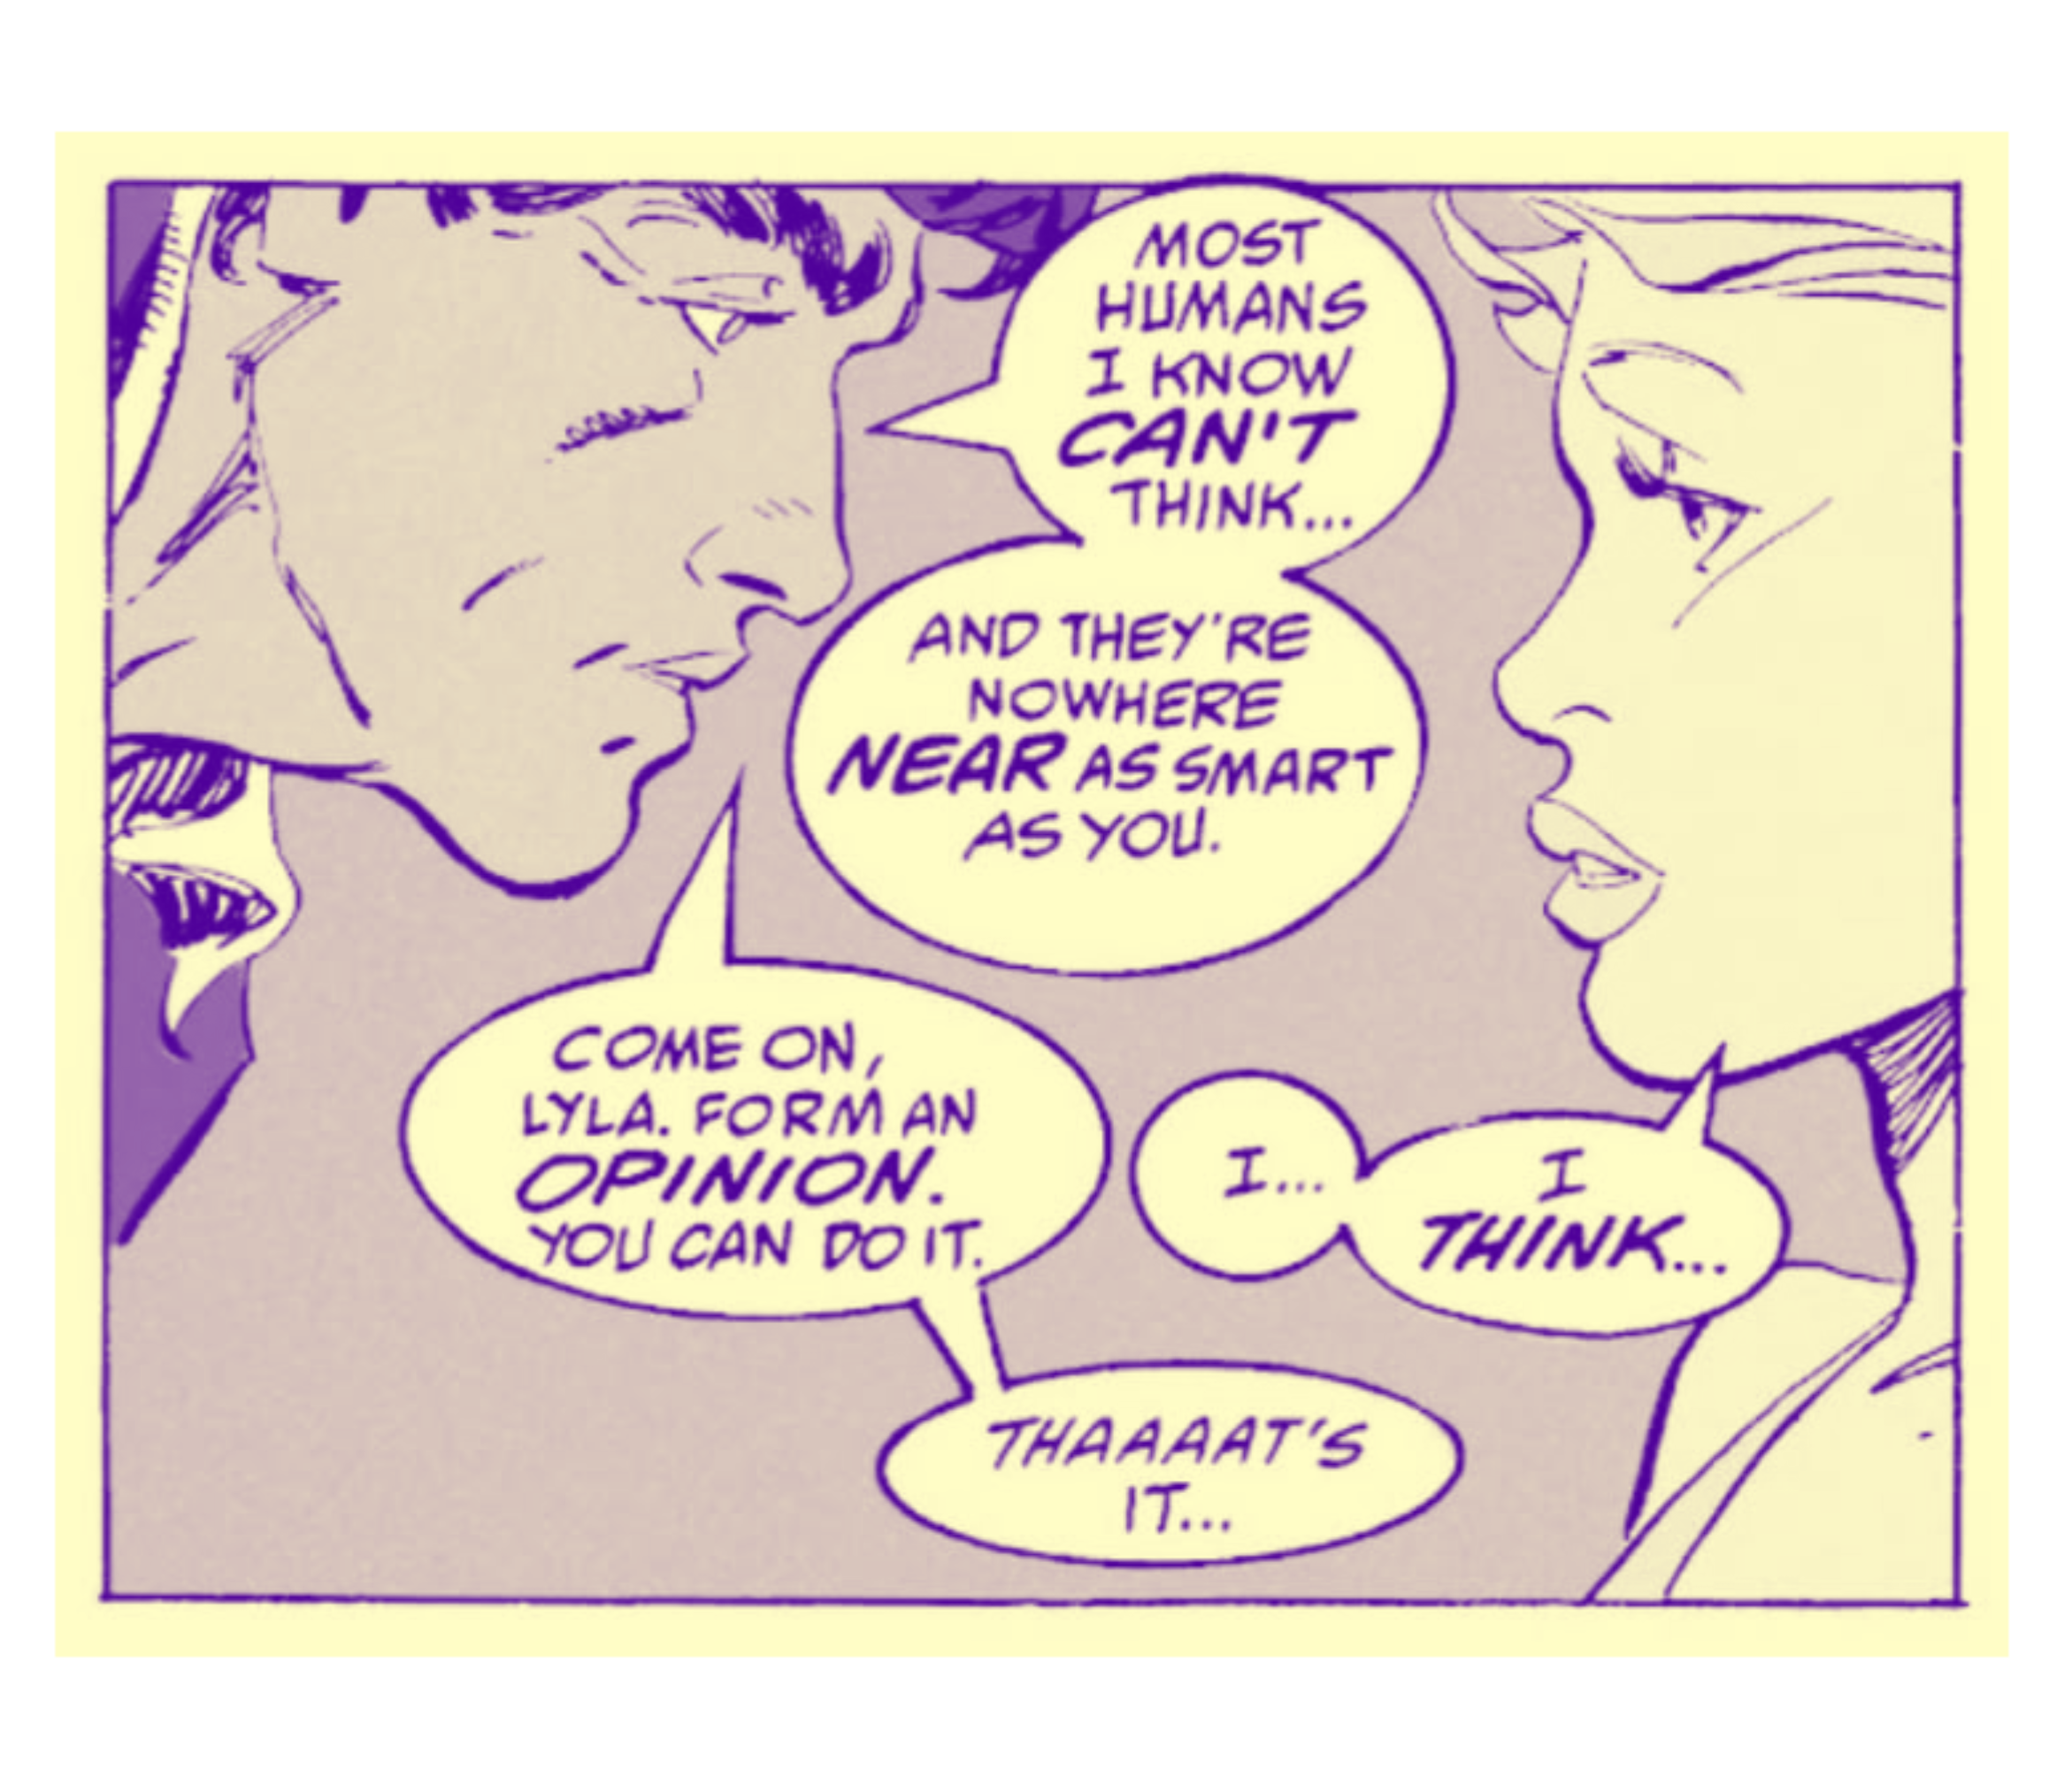 MOST
HUMANS
I KNOW
CAN'T
THINK...
AND THEY'RE
NOWHERE
NEAR AS SMART
AS YOU.
COME ON,
LYLA. FORM AN
OPINION.
YOU CAN DO IT.
I...
I
THINK...
THAAAAT'S
IT...